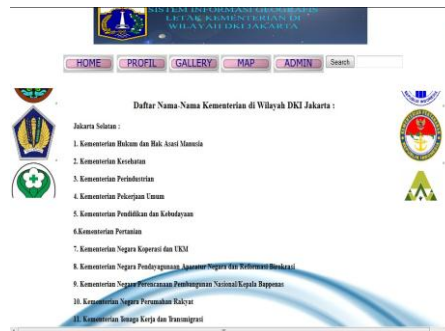 SISTEM INFORMASI GEOGRAFIS
LETAK KEMENTERIAN DI
WILAYAH DKI JAKARTA
HOME PROFIL GALLERY MAP ADMIN Search
Daftar Nama-Nama Kementerian di Wilayah DKI Jakarta :
Jakarta Selatan :
1. Kementerian Hukum dan Hak Asasi Manusia
2. Kementerian Kesehatan
3. Kementerian Perindustrian
4. Kementerian Pekerjaan Umum
5. Kementerian Pendidikan dan Kebudayaan
6.Kementerian Pertanian
7. Kementerian Negara Koperasi dan UKM
8. Kementerian Negara Pendayagunaan Aparatur Negara dan Reformasi Birokrasi
9. Kementerian Negara Perencanaan Pembangunan Nasional/Kepala Bappenas
10. Kementerian Negara Perumahan Rakyat
11. Kementerian Tenaga Kerja dan Transmigrasi